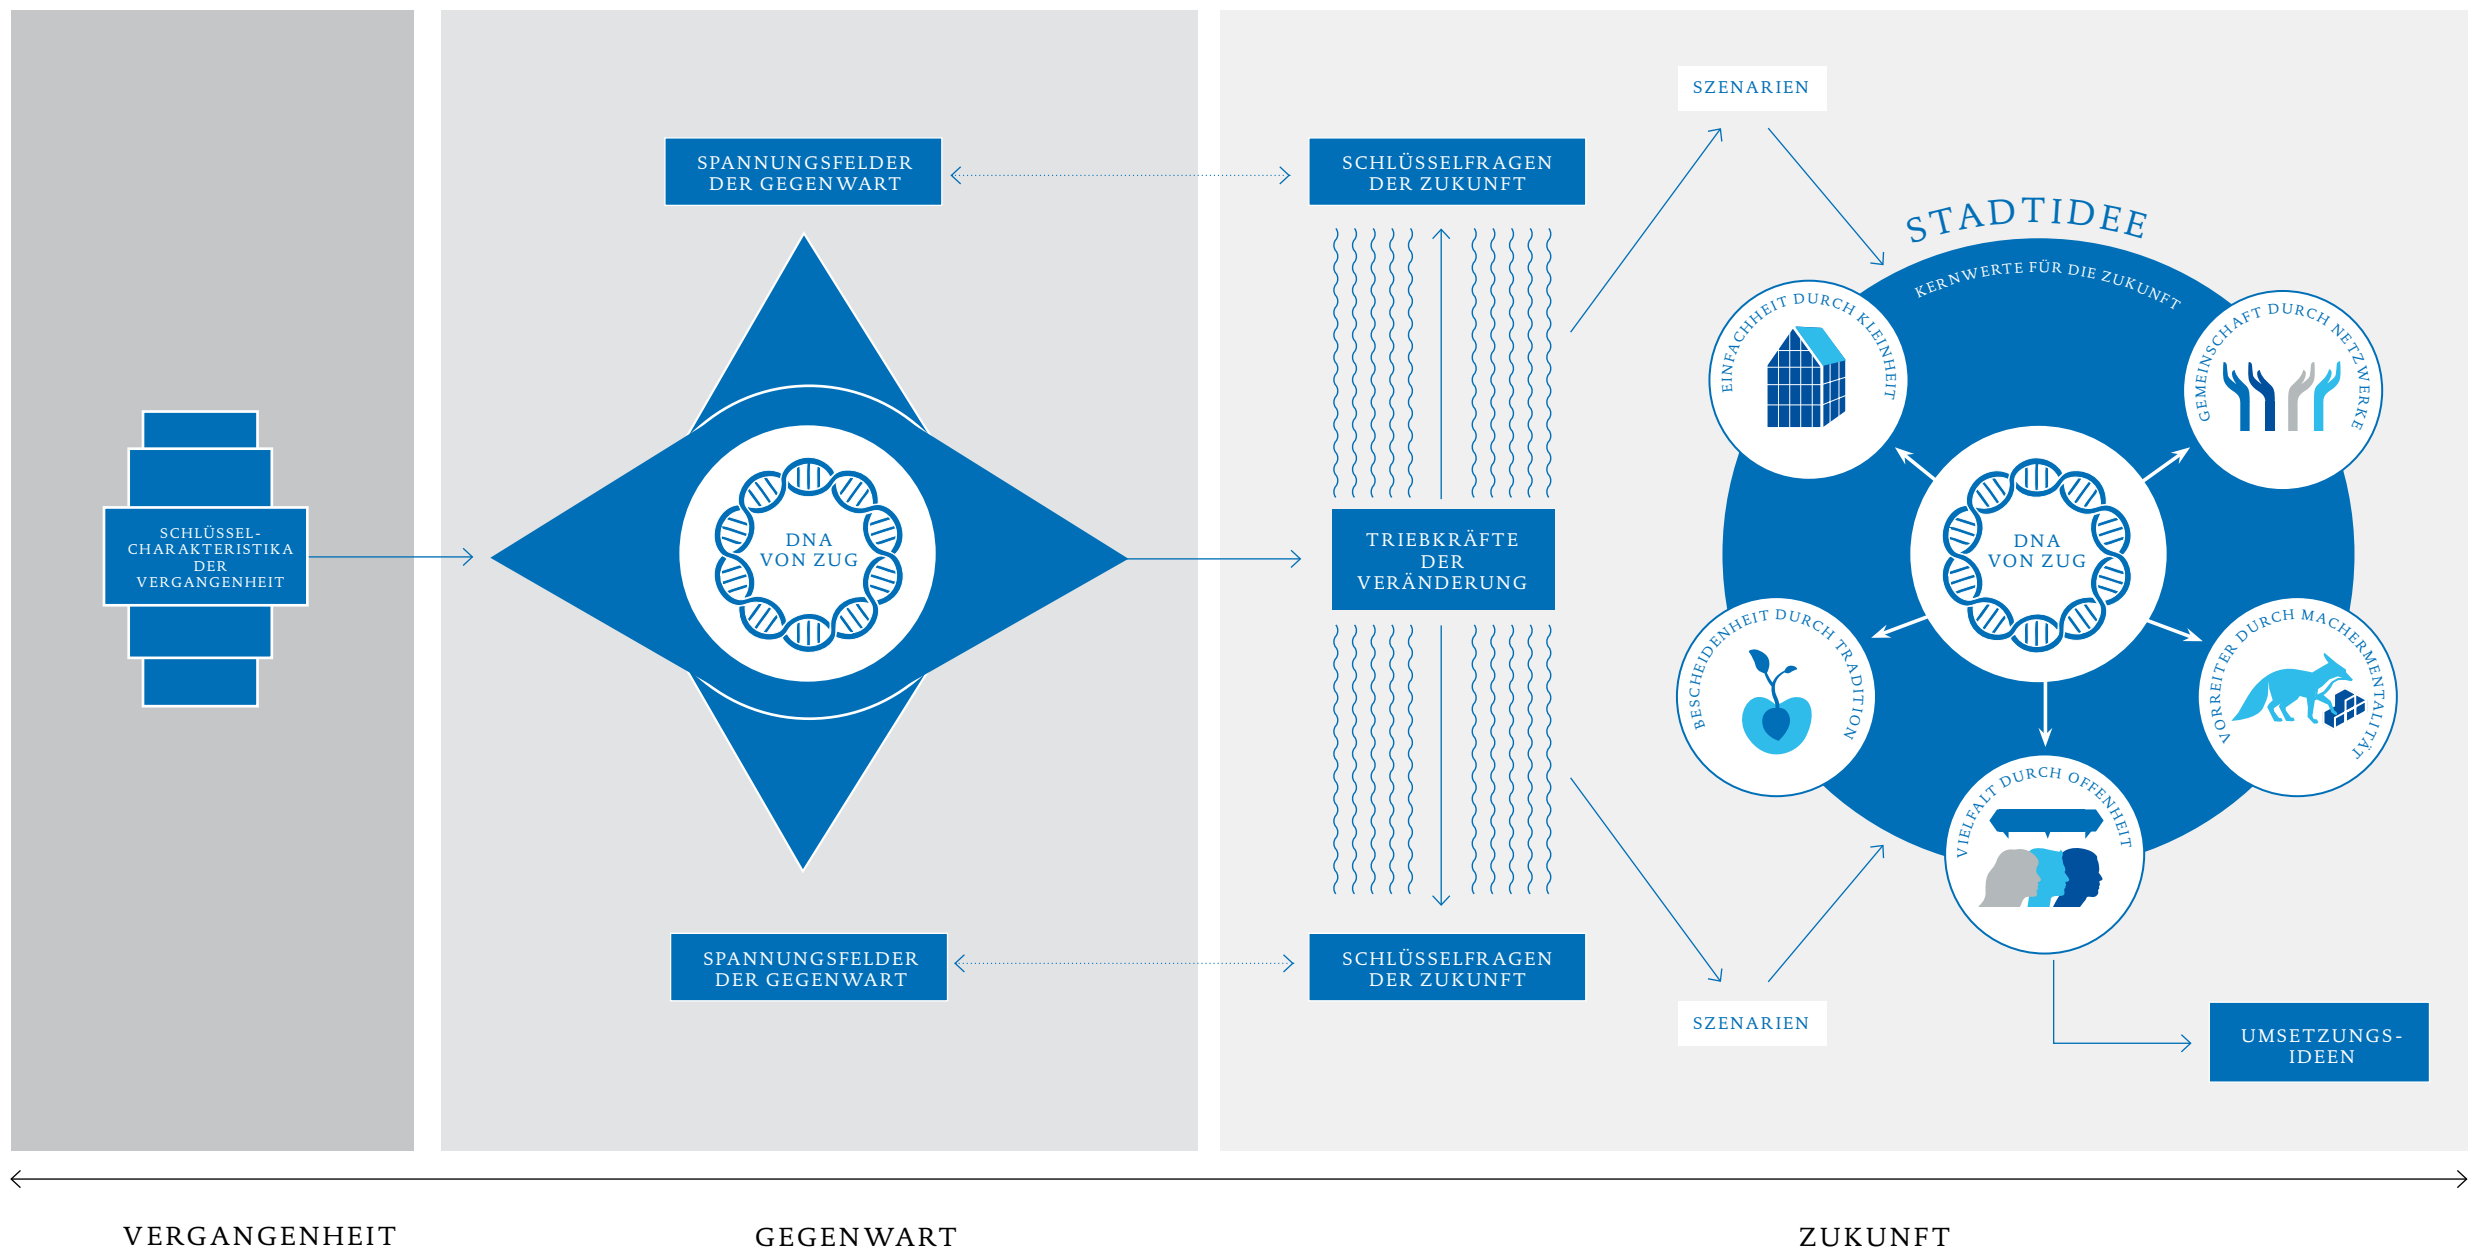 SCHLÜSSEL-
CHARAKTERISTIKA
DER
VERGANGENHEIT
SPANNUNGSFELDER
DER GEGENWART
DNA
VON ZUG
SPANNUNGSFELDER
DER GEGENWART
SCHLÜSSELFRAGEN
DER ZUKUNFT
TRIEBKRÄFTE
DER
VERÄNDERUNG
SCHLÜSSELFRAGEN
DER ZUKUNFT
SZENARIEN
SZENARIEN
STADTIDEE
KERNWERTE FÜR DIE ZUKUNFT
EINFACHHEIT DURCH KLEINHEIT
GEMEINSCHAFT DURCH NETZWERKE
DNA
VON ZUG
BESCHEIDENHEIT DURCH TRADITION
VORREITER DURCH MACHERMENTALITÄT
VIELFALT DURCH OFFENHEIT
UMSETZUNGS-
IDEEN
VERGANGENHEIT
GEGENWART
ZUKUNFT